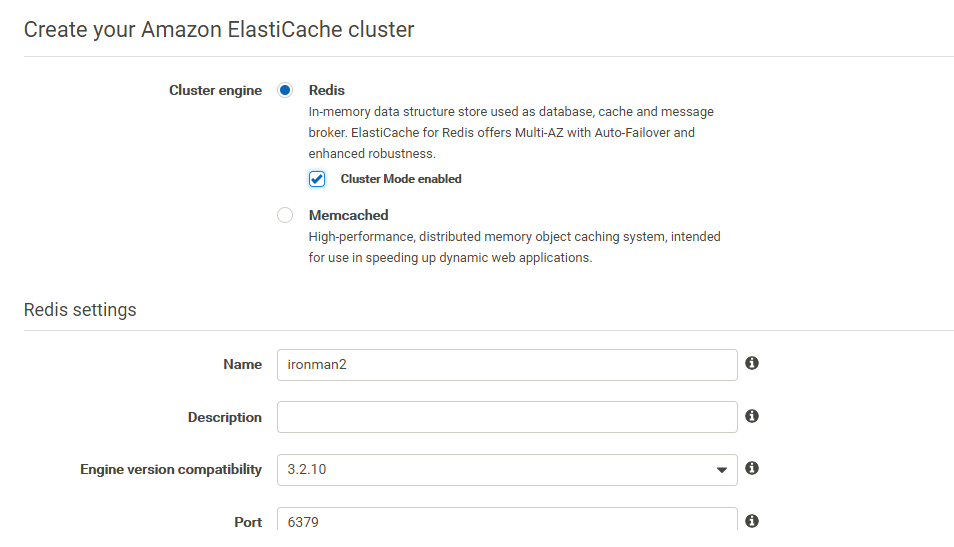 Create your Amazon ElastiCache cluster
Cluster engine
Redis
In-memory data structure store used as database, cache and message
broker. ElastiCache for Redis offers Multi-AZ with Auto-Failover and
enhanced robustness.
Cluster Mode enabled
Memcached
High-performance, distributed memory object caching system, intended
for use in speeding up dynamic web applications.
Redis settings
Name ironman2
Description
Engine version compatibility 3.2.10
Port 6379